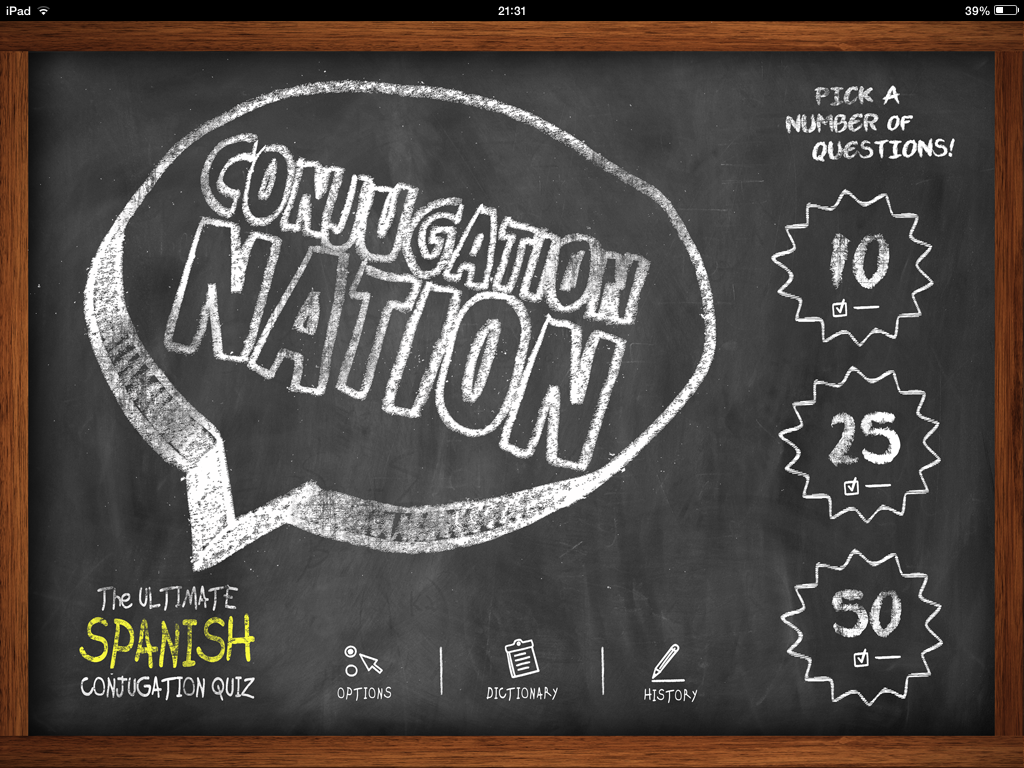 iPad 21:31 39%
CONJUGATION
NATION
PICK A
NUMBER OF
QUESTIONS!
10
25
50
The ULTIMATE
SPANISH
CONJUGATION QUIZ
OPTIONS
DICTIONARY
HISTORY